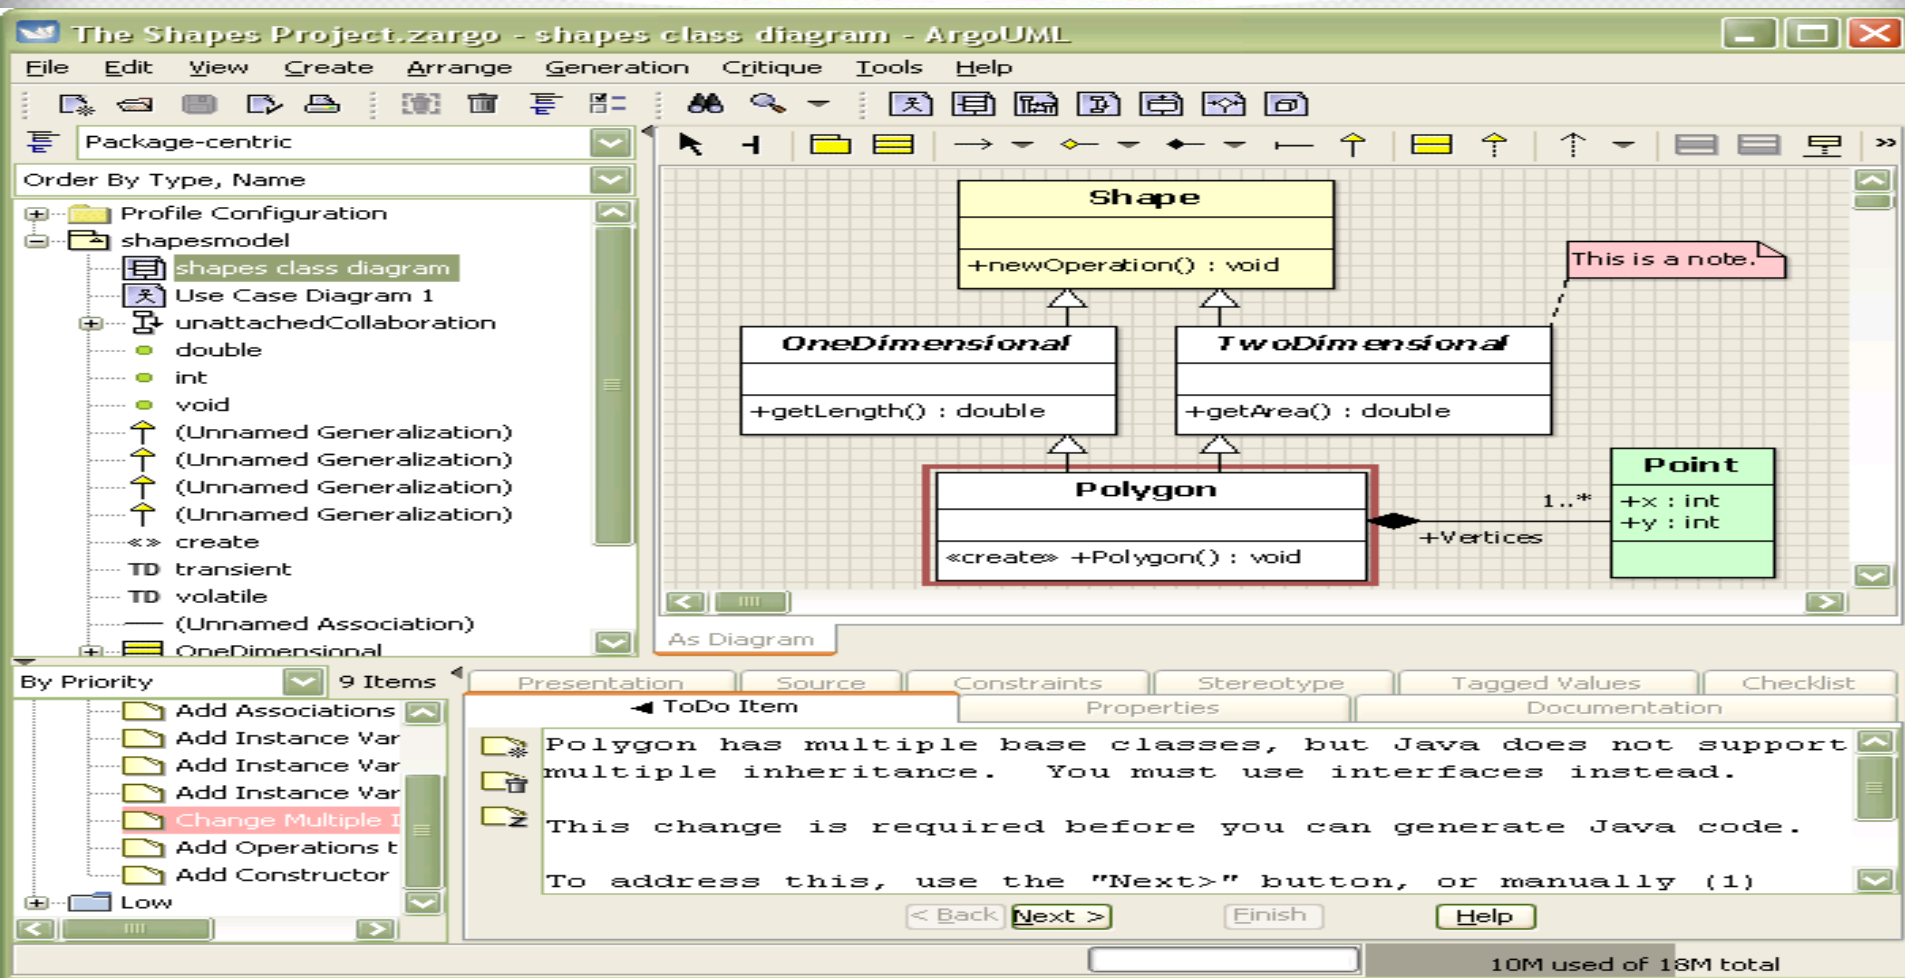 The Shapes Project.zargo - shapes class diagram - ArgoUML
File Edit View Create Arrange Generation Critique Tools Help
Package-centric
Order By Type, Name
Profile Configuration
shapesmodel
shapes class diagram
Use Case Diagram 1
unattachedCollaboration
double
int
void
(Unnamed Generalization)
(Unnamed Generalization)
(Unnamed Generalization)
(Unnamed Generalization)
«» create
TD transient
TD volatile
(Unnamed Association)
OneDimensional
Shape
+newOperation() : void
This is a note.
OneDimensional
+getLength() : double
TwoDimensional
+getArea() : double
Polygon
«create» +Polygon() : void
1..*
+Vertices
Point
+x : int
+y : int
As Diagram
By Priority
9 Items
Add Associations
Add Instance Var
Add Instance Var
Add Instance Var
Change Multiple I
Add Operations t
Add Constructor
Low
Presentation Source Constraints Stereotype Tagged Values Checklist
ToDo Item Properties Documentation
Polygon has multiple base classes, but Java does not support
multiple inheritance. You must use interfaces instead.
This change is required before you can generate Java code.
To address this, use the "Next>" button, or manually (1)
< Back Next > Finish Help
10M used of 18M total